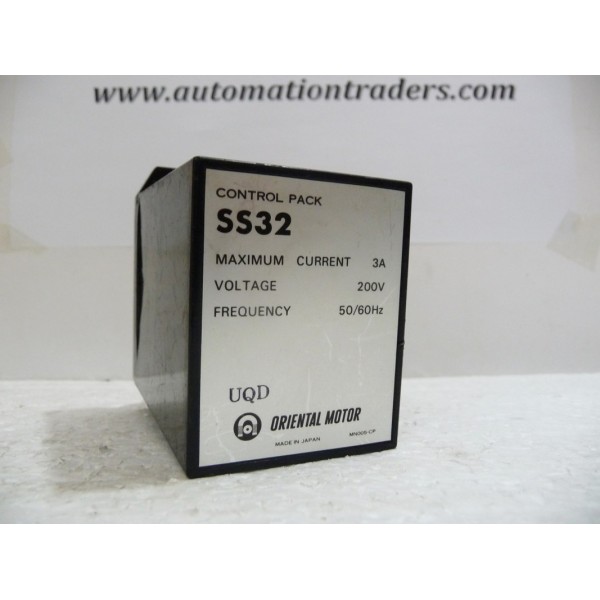 www.automationtraders.com
CONTROL PACK
SS32
MAXIMUM CURRENT 3A
VOLTAGE 200V
FREQUENCY 50/60Hz
UQD
ORIENTAL MOTOR
MADE IN JAPAN